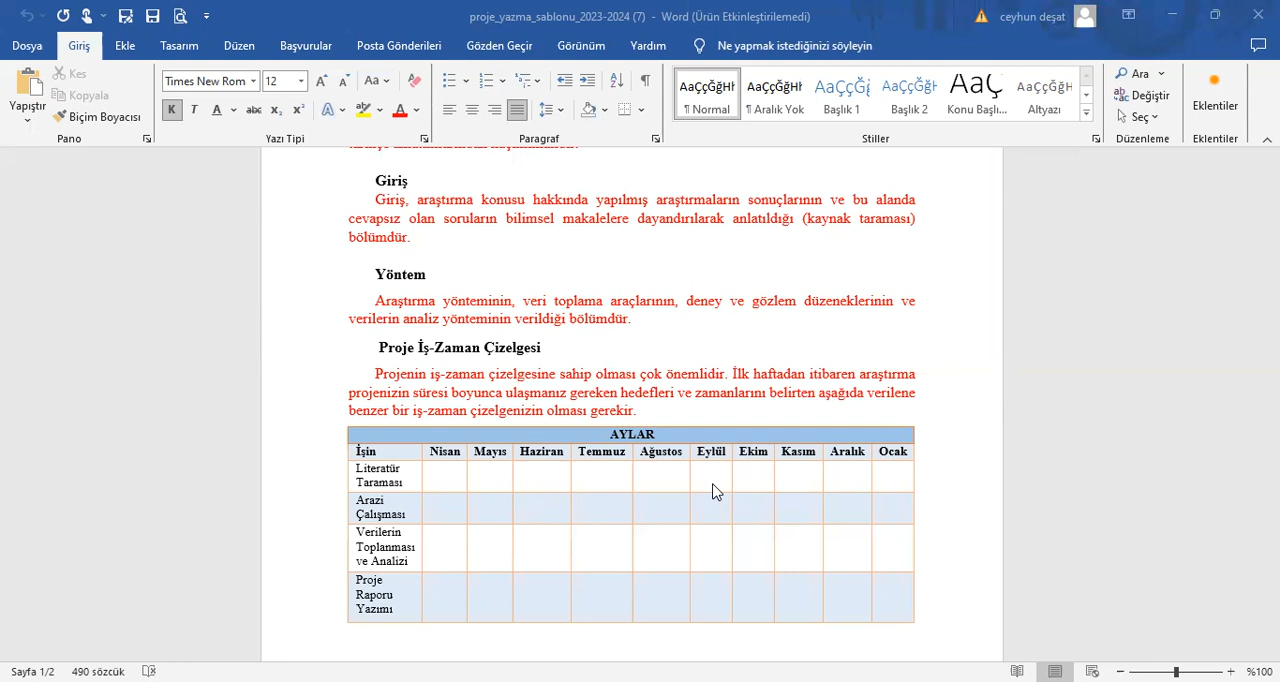 proje_yazma_sablonu_2023-2024 (7) - Word (Ürün Etkinleştirilemedi)
ceyhun deşat
Dosya Giriş Ekle Tasarım Düzen Başvurular Posta Gönderileri Gözden Geçir Görünüm Yardım Ne yapmak istediğinizi söyleyin
Yapıştır
Kes
Kopyala
Biçim Boyacısı
Pano
Times New Rom 12
K T A abc x₂ x²
Yazı Tipi
Paragraf
AaÇçĞğH AaÇçĞğH AaÇçĞğ AaÇçĞğH AaÇ AaÇçĞğH
¶ Normal ¶ Aralık Yok Başlık 1 Başlık 2 Konu Başlı... Altyazı
Stiller
Ara
Değiştir
Seç
Düzenleme
Eklentiler
Eklentiler
Giriş
Giriş, araştırma konusu hakkında yapılmış araştırmaların sonuçlarının ve bu alanda
cevapsız olan soruların bilimsel makalelere dayandırılarak anlatıldığı (kaynak taraması)
bölümdür.
Yöntem
Araştırma yönteminin, veri toplama araçlarının, deney ve gözlem düzeneklerinin ve
verilerin analiz yönteminin verildiği bölümdür.
Proje İş-Zaman Çizelgesi
Projenin iş-zaman çizelgesine sahip olması çok önemlidir. İlk haftadan itibaren araştırma
projenizin süresi boyunca ulaşmanız gereken hedefleri ve zamanlarını belirten aşağıda verilene
benzer bir iş-zaman çizelgenizin olması gerekir.
AYLAR
İşin Nisan Mayıs Haziran Temmuz Ağustos Eylül Ekim Kasım Aralık Ocak
Literatür
Taraması
Arazi
Çalışması
Verilerin
Toplanması
ve Analizi
Proje
Raporu
Yazımı
Sayfa 1/2 490 sözcük %100